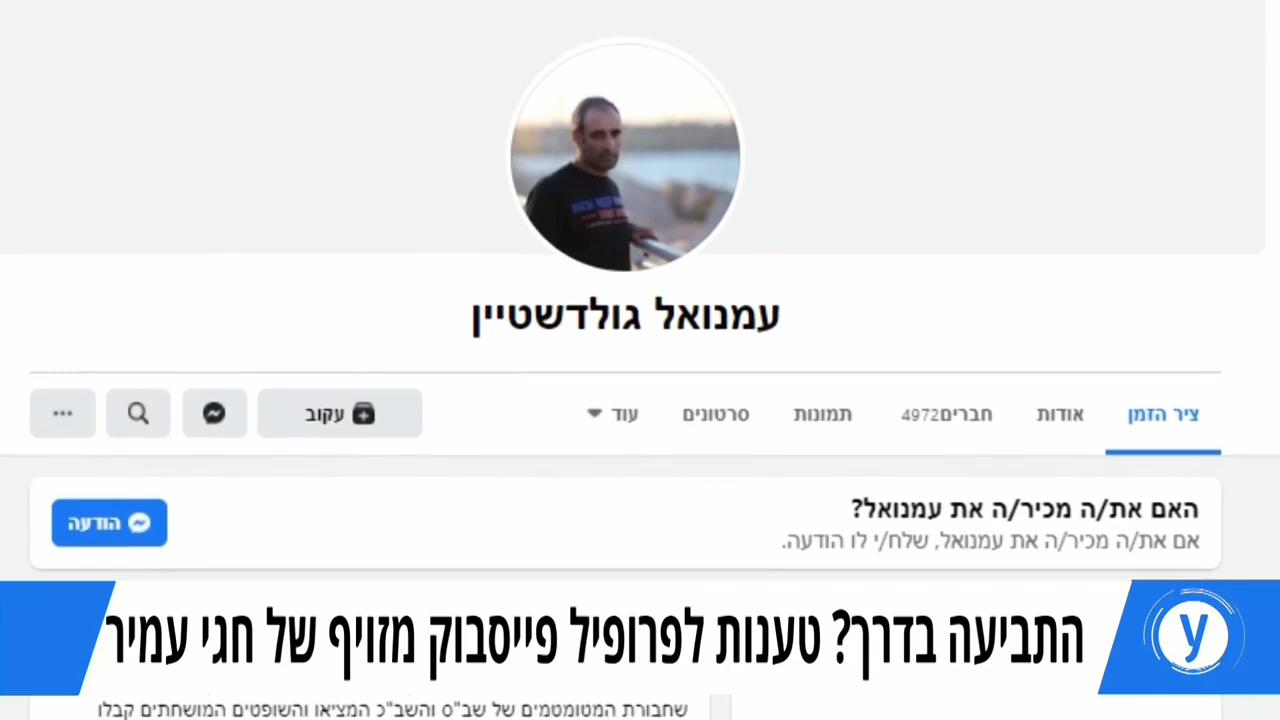 עמנואל גולדשטיין
ציר הזמן אודות חברים4972 תמונות סרטונים עוד
עקוב
האם את/ה מכיר/ה את עמנואל?
אם את/ה מכיר/ה את עמנואל, שלח/י לו הודעה.
הודעה
התביעה בדרך? טענות לפרופיל פייסבוק מזויף של חגי עמיר
y
שחבורת המטומטמים של שב"ס והשב"כ המציאו והשופטים המושחתים קבלו